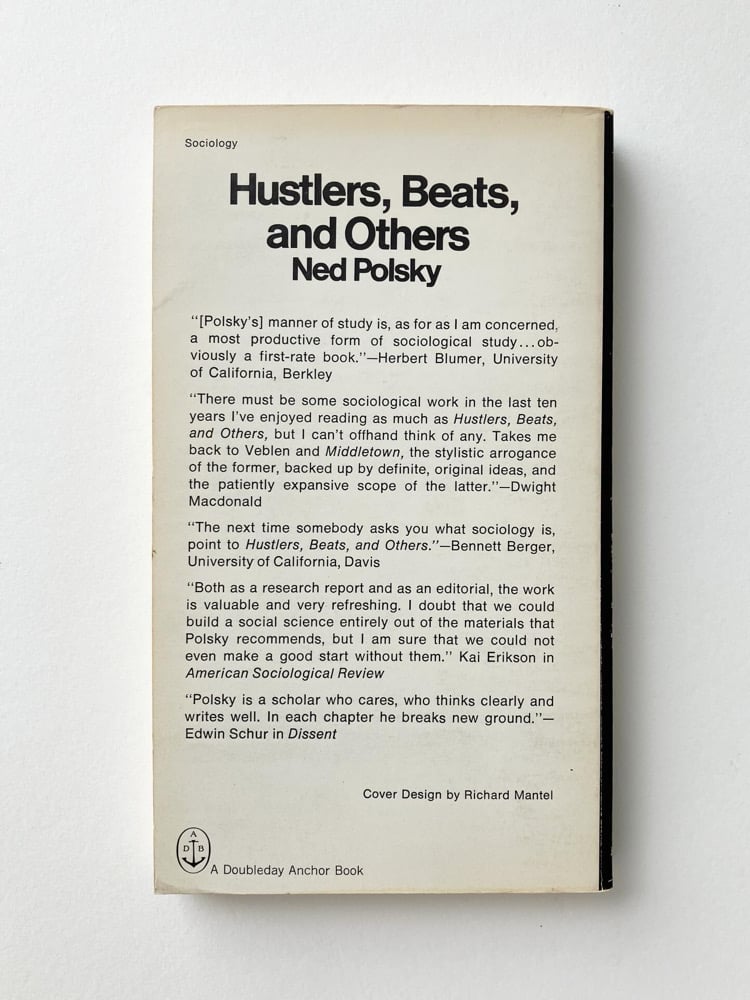 Sociology
Hustlers, Beats,
and Others
Ned Polsky
“[Polsky’s] manner of study is, as for as I am concerned,
a most productive form of sociological study...ob-
viously a first-rate book.”—Herbert Blumer, University
of California, Berkley
“There must be some sociological work in the last ten
years I’ve enjoyed reading as much as Hustlers, Beats,
and Others, but I can’t offhand think of any. Takes me
back to Veblen and Middletown, the stylistic arrogance
of the former, backed up by definite, original ideas, and
the patiently expansive scope of the latter.”—Dwight
Macdonald
“The next time somebody asks you what sociology is,
point to Hustlers, Beats, and Others.”—Bennett Berger,
University of California, Davis
“Both as a research report and as an editorial, the work
is valuable and very refreshing. I doubt that we could
build a social science entirely out of the materials that
Polsky recommends, but I am sure that we could not
even make a good start without them.” Kai Erikson in
American Sociological Review
“Polsky is a scholar who cares, who thinks clearly and
writes well. In each chapter he breaks new ground.”—
Edwin Schur in Dissent
Cover Design by Richard Mantel
A
D B
A Doubleday Anchor Book